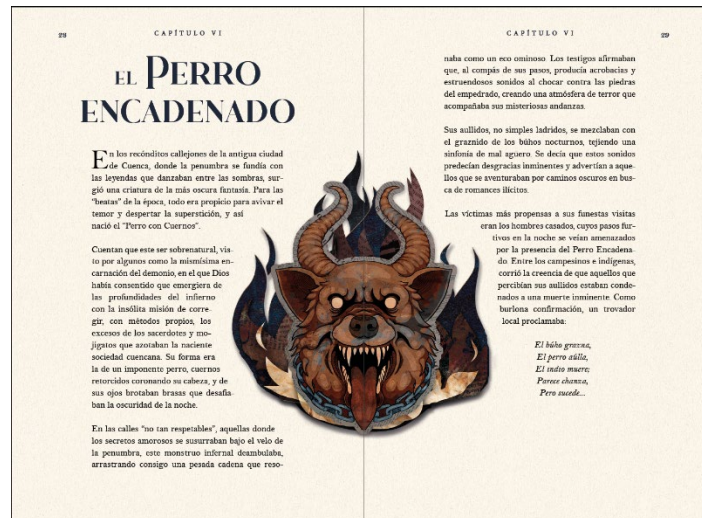 28
CAPÍTULO VI
EL PERRO
ENCADENADO
En los recónditos callejones de la antigua ciudad
de Cuenca, donde la penumbra se fundía con
las leyendas que danzaban entre las sombras, sur-
gió una criatura de la más oscura fantasía. Para las
"beatas" de la época, todo era propicio para avivar el
temor y despertar la superstición, y así
nació el "Perro con Cuernos".
Cuentan que este ser sobrenatural, vis-
to por algunos como la mismísima en-
carnación del demonio, en el que Dios
había consentido que emergiera de
las profundidades del infierno
con la insólita misión de corre-
gir, con métodos propios, los
excesos de los sacerdotes y mo-
jigatos que azotaban la naciente
sociedad cuencana. Su forma era
la de un imponente perro, cuernos
retorcidos coronando su cabeza, y de
sus ojos brotaban brasas que desafia-
ban la oscuridad de la noche.
En las calles "no tan respetables", aquellas donde
los secretos amorosos se susurraban bajo el velo de
la penumbra, este monstruo infernal deambulaba,
arrastrando consigo una pesada cadena que reso-
CAPÍTULO VI
29
naba como un eco ominoso. Los testigos afirmaban
que, al compás de sus pasos, producía acrobacias y
estruendosos sonidos al chocar contra las piedras
del empedrado, creando una atmósfera de terror que
acompañaba sus misteriosas andanzas.
Sus aullidos, no simples ladridos, se mezclaban con
el graznido de los búhos nocturnos, tejiendo una
sinfonía de mal agüero. Se decía que estos sonidos
predecían desgracias inminentes y advertían a aque-
llos que se aventuraban por caminos oscuros en bus-
ca de romances ilícitos.
Las víctimas más propensas a sus funestas visitas
eran los hombres casados, cuyos pasos fur-
tivos en la noche se veían amenazados
por la presencia del Perro Encadena-
do. Entre los campesinos e indígenas,
corrió la creencia de que aquellos que
percibían sus aullidos estaban conde-
nados a una muerte inminente. Como
burlona confirmación, un trovador
local proclamaba:
El búho grazna,
El perro aúlla,
El indio muere;
Parece chanza,
Pero sucede...